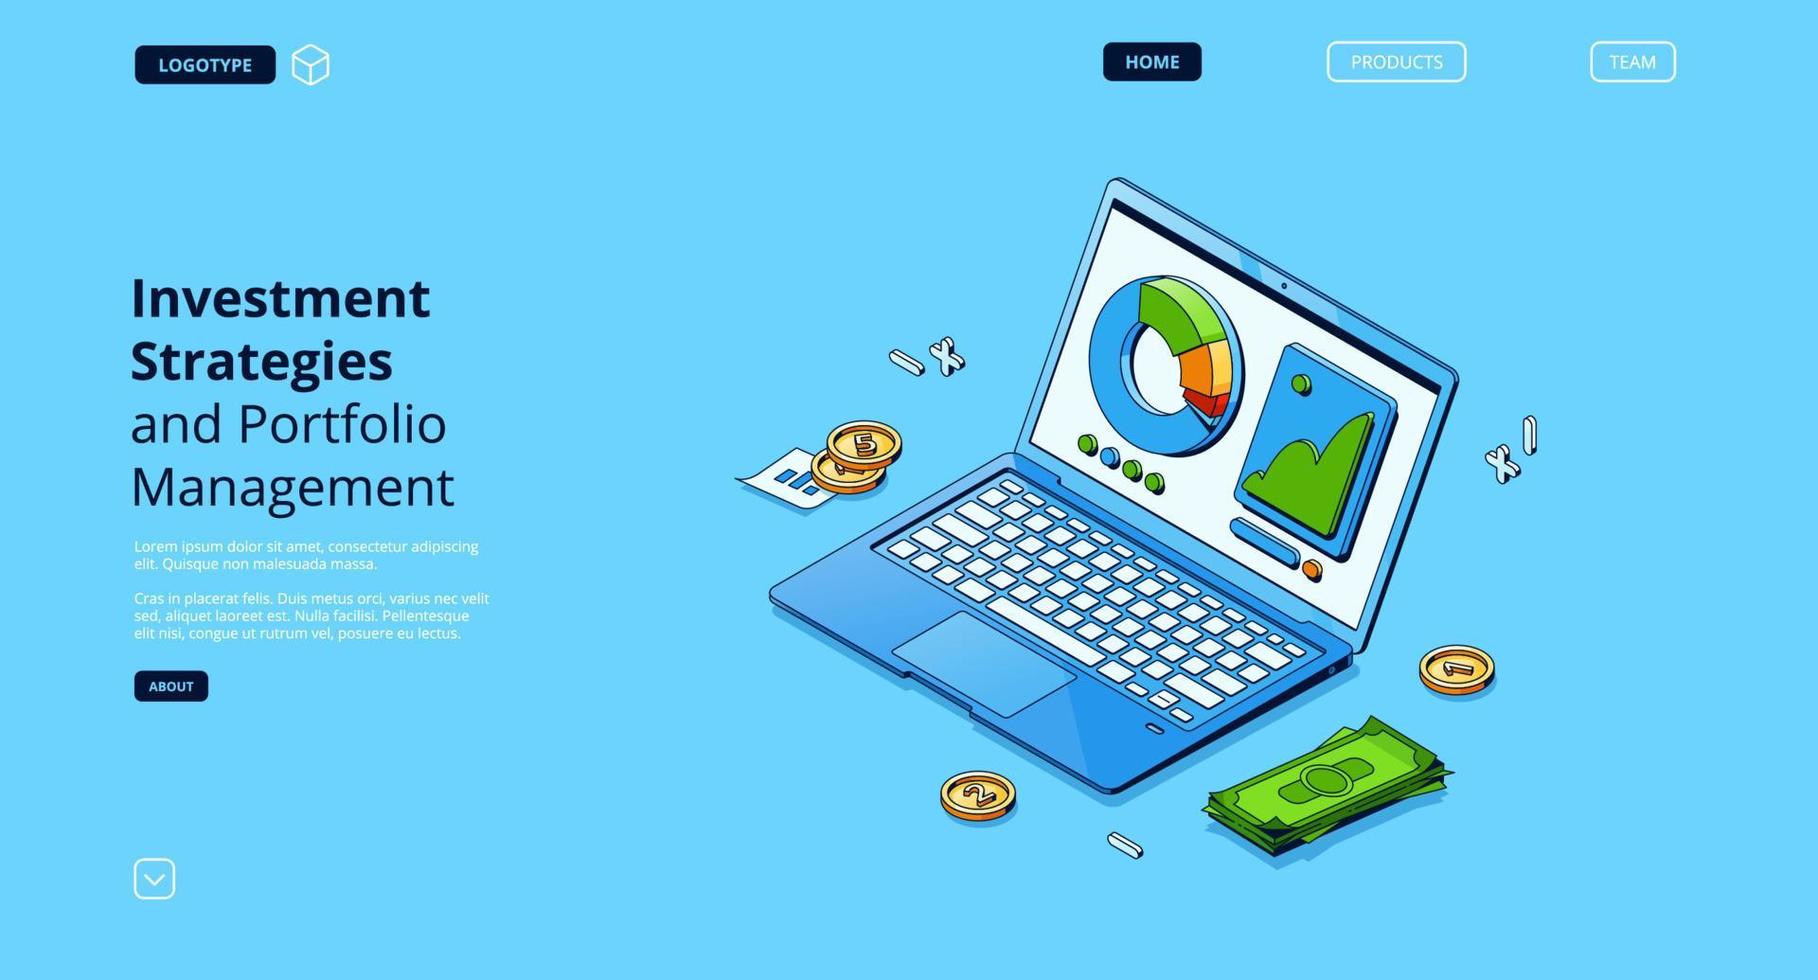 LOGOTYPE
HOME
PRODUCTS
TEAM
Investment
Strategies
and Portfolio
Management
Lorem ipsum dolor sit amet, consectetur adipiscing
elit. Quisque non malesuada massa.
Cras in placerat felis. Duis metus orci, varius nec velit
sed, aliquet laoreet est. Nulla facilisi. Pellentesque
elit nisi, congue ut rutrum vel, posuere eu lectus.
ABOUT
5
1
2